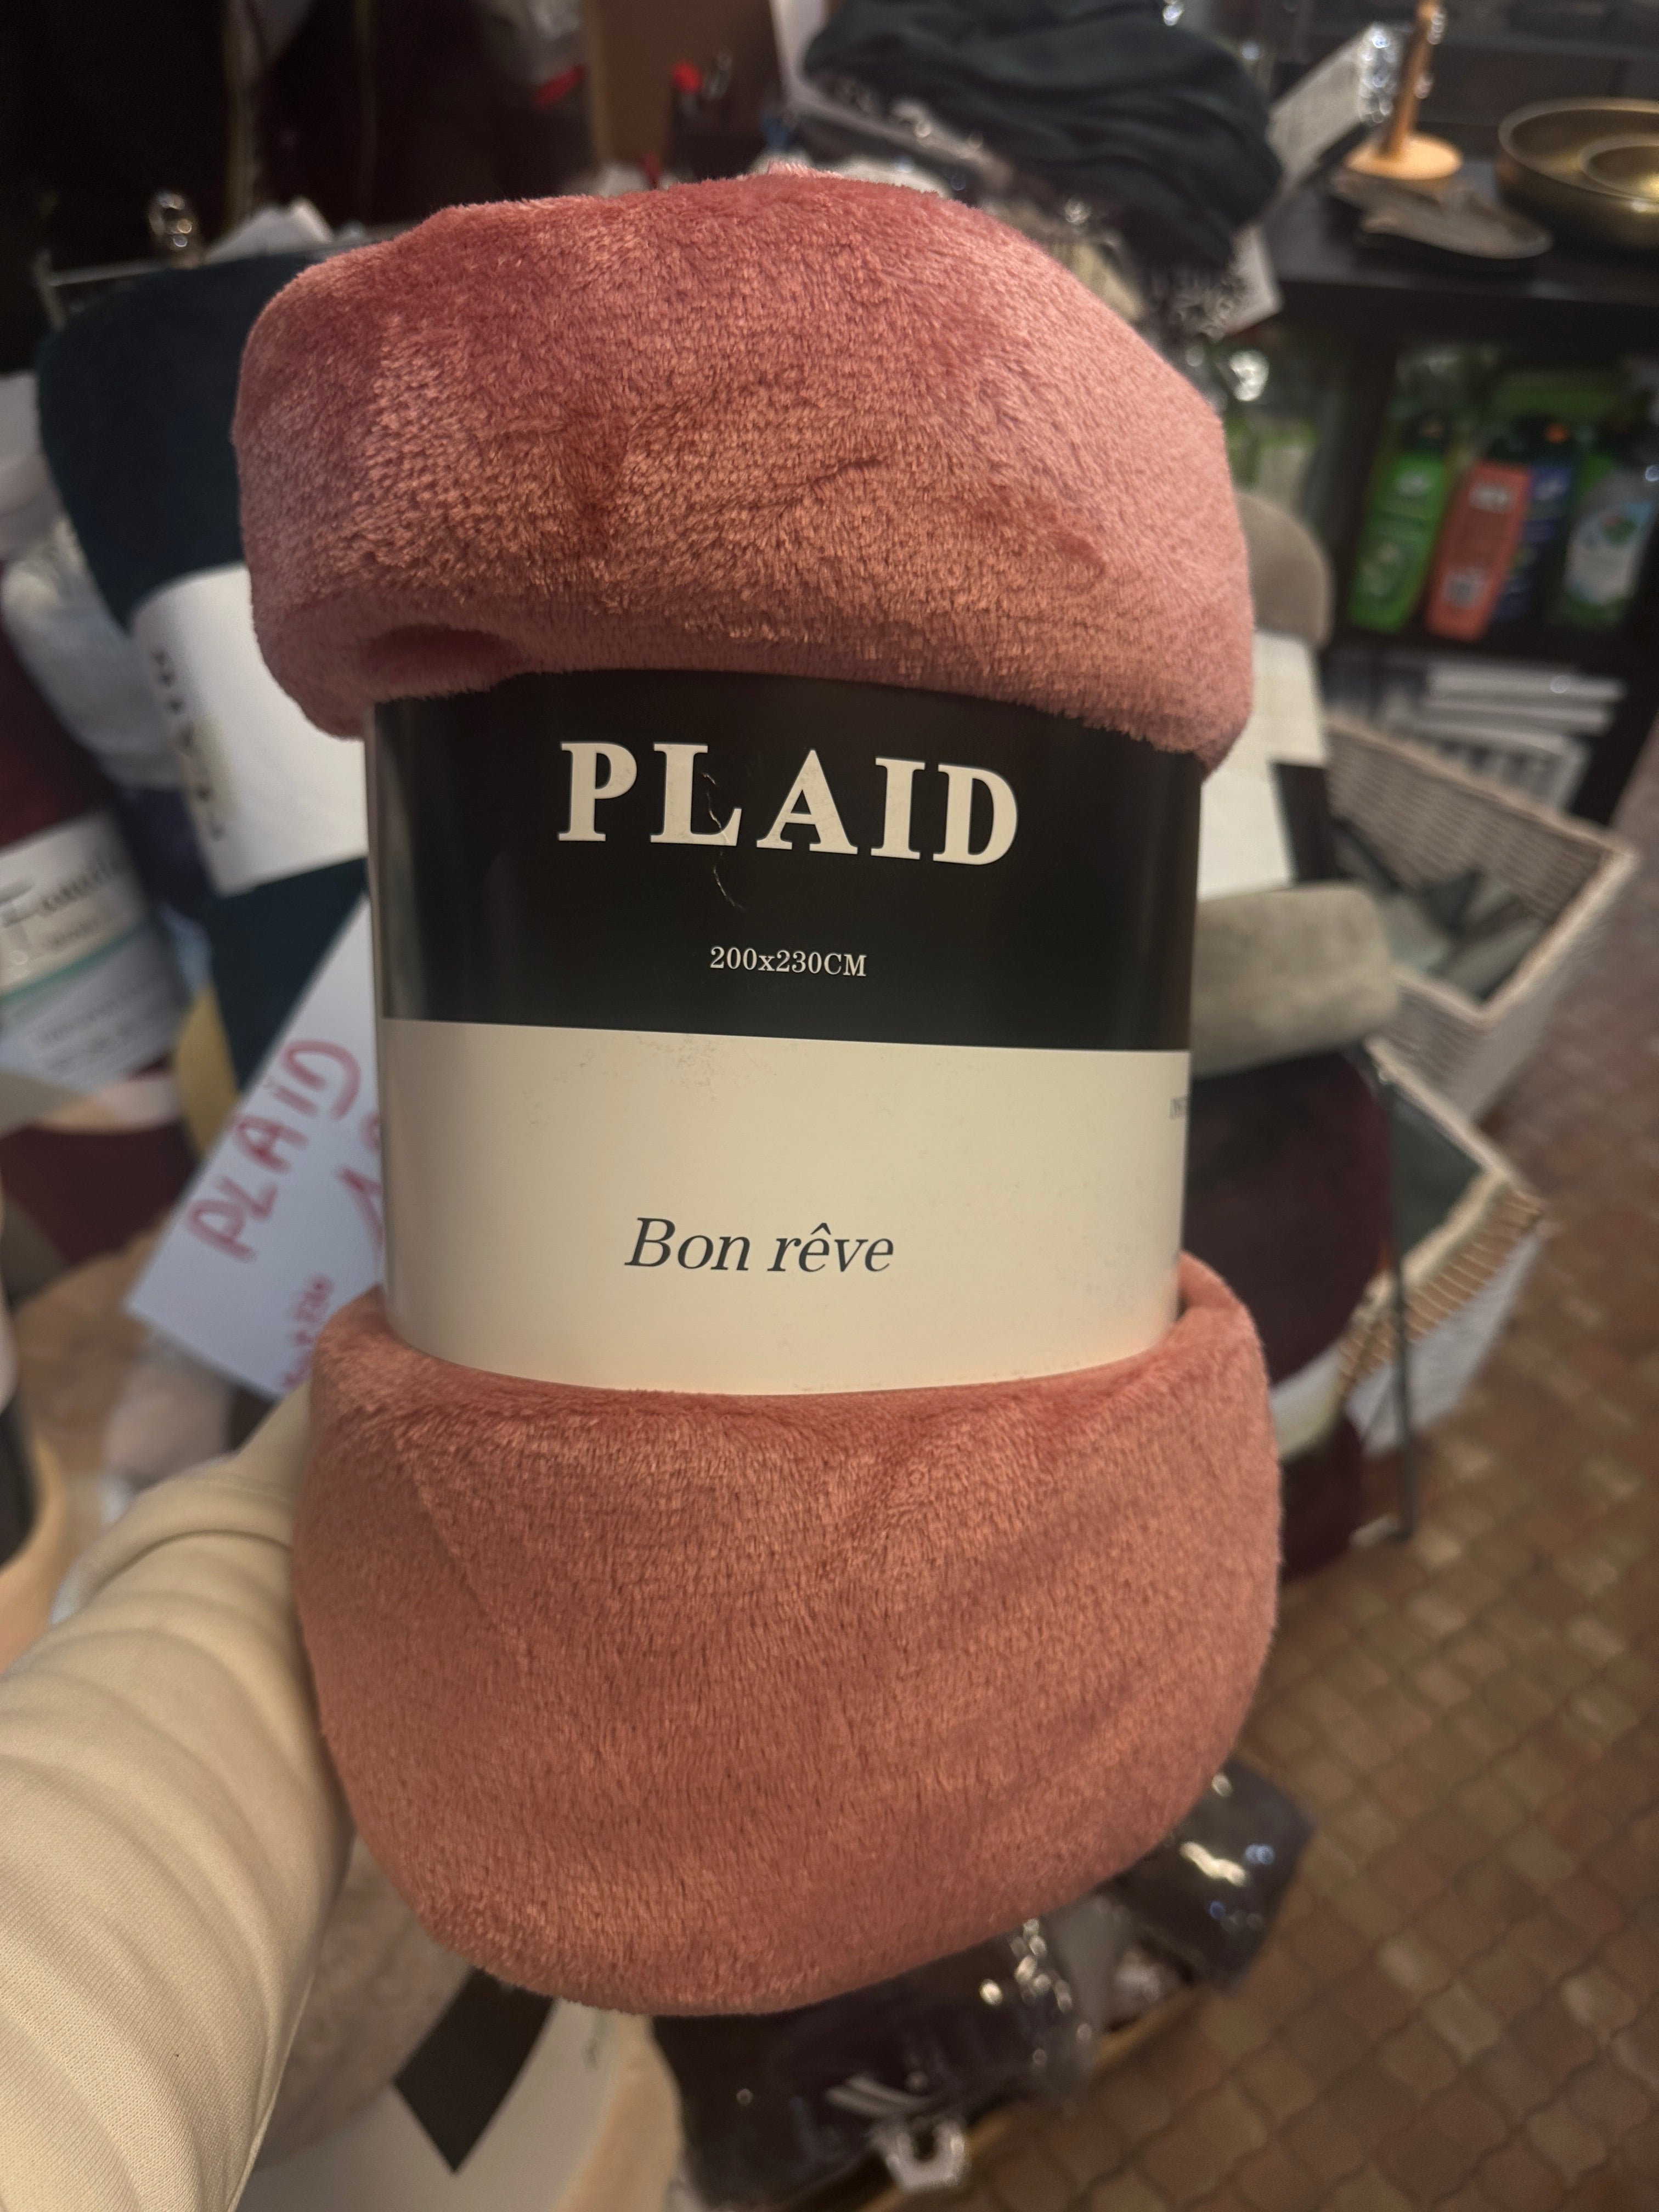 PLAID
200x230CM
Bon rêve
PLAID